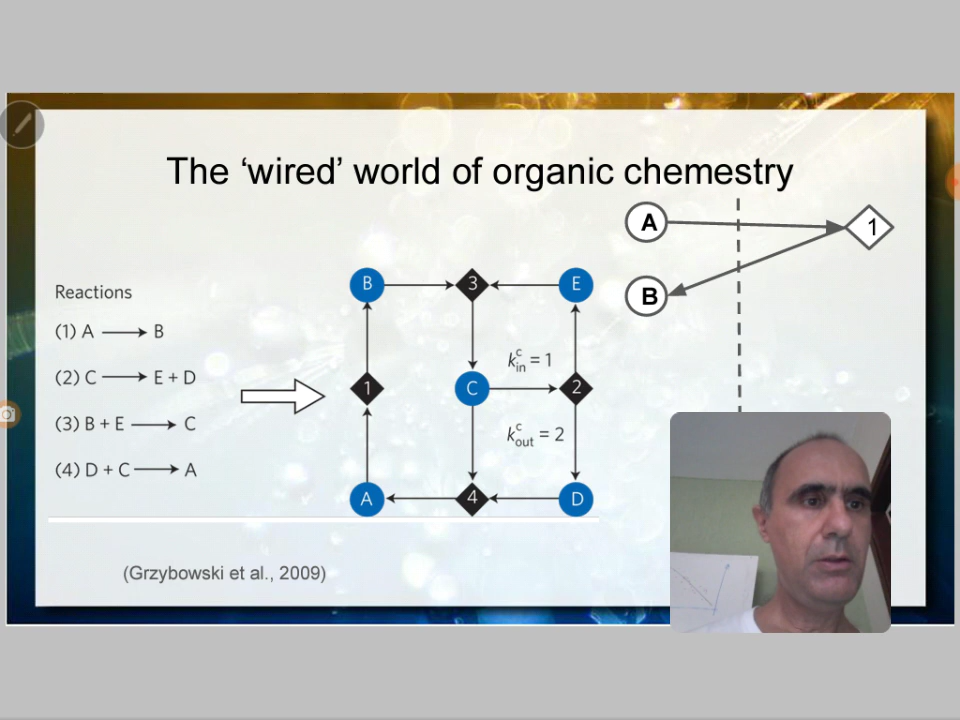 The ‘wired’ world of organic chemestry
A
1
B
Reactions
(1) A ⟶ B
(2) C ⟶ E + D
(3) B + E ⟶ C
(4) D + C ⟶ A
B
3
E
k^c_in = 1
1
C
2
k^c_out = 2
A
4
D
(Grzybowski et al., 2009)